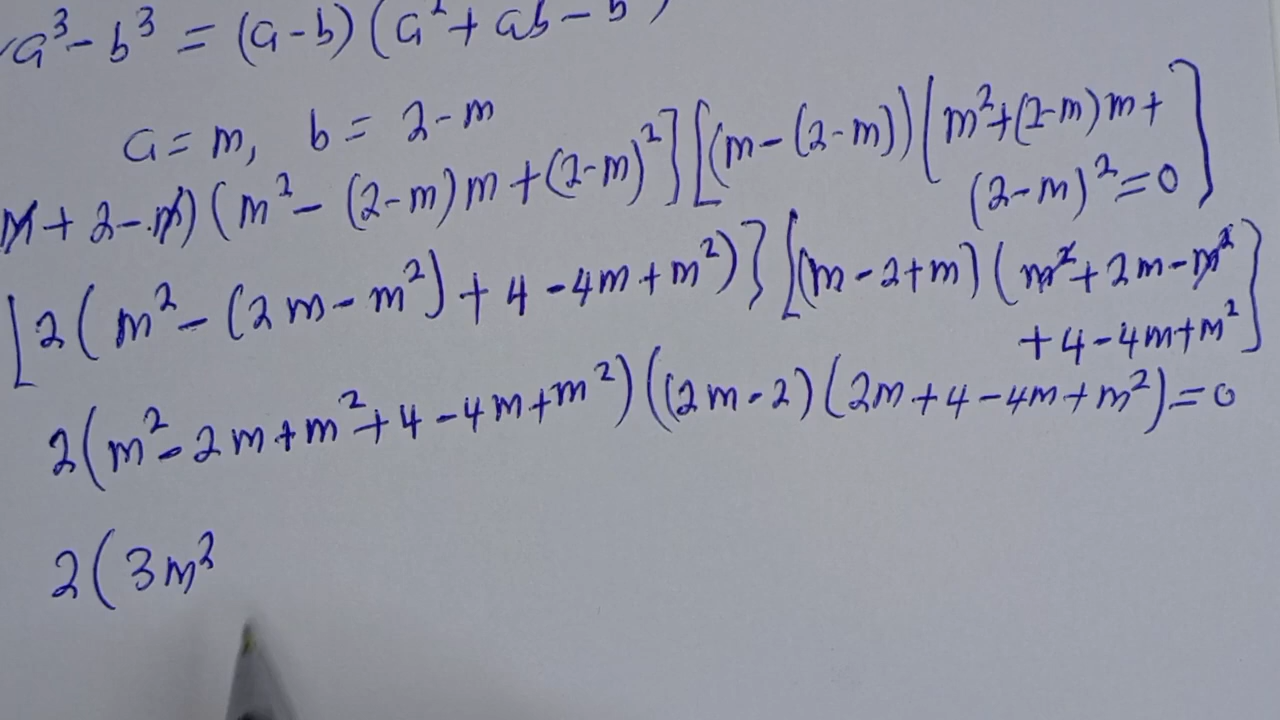 a³-b³ = (a-b)(a²+ab-b
a=m, b= 2-m
m+2-m)(m²-(2-m)m+(2-m)²][(m-(2-m))(m²+(2-m)m+
(2-m)²=0]
[2(m²-(2m-m²)+4-4m+m²)}[(m-2+m)(m²+2m-m²
+4-4m+m²]
2(m²-2m+m²+4-4m+m²)((2m-2)(2m+4-4m+m²)=0
2(3m²